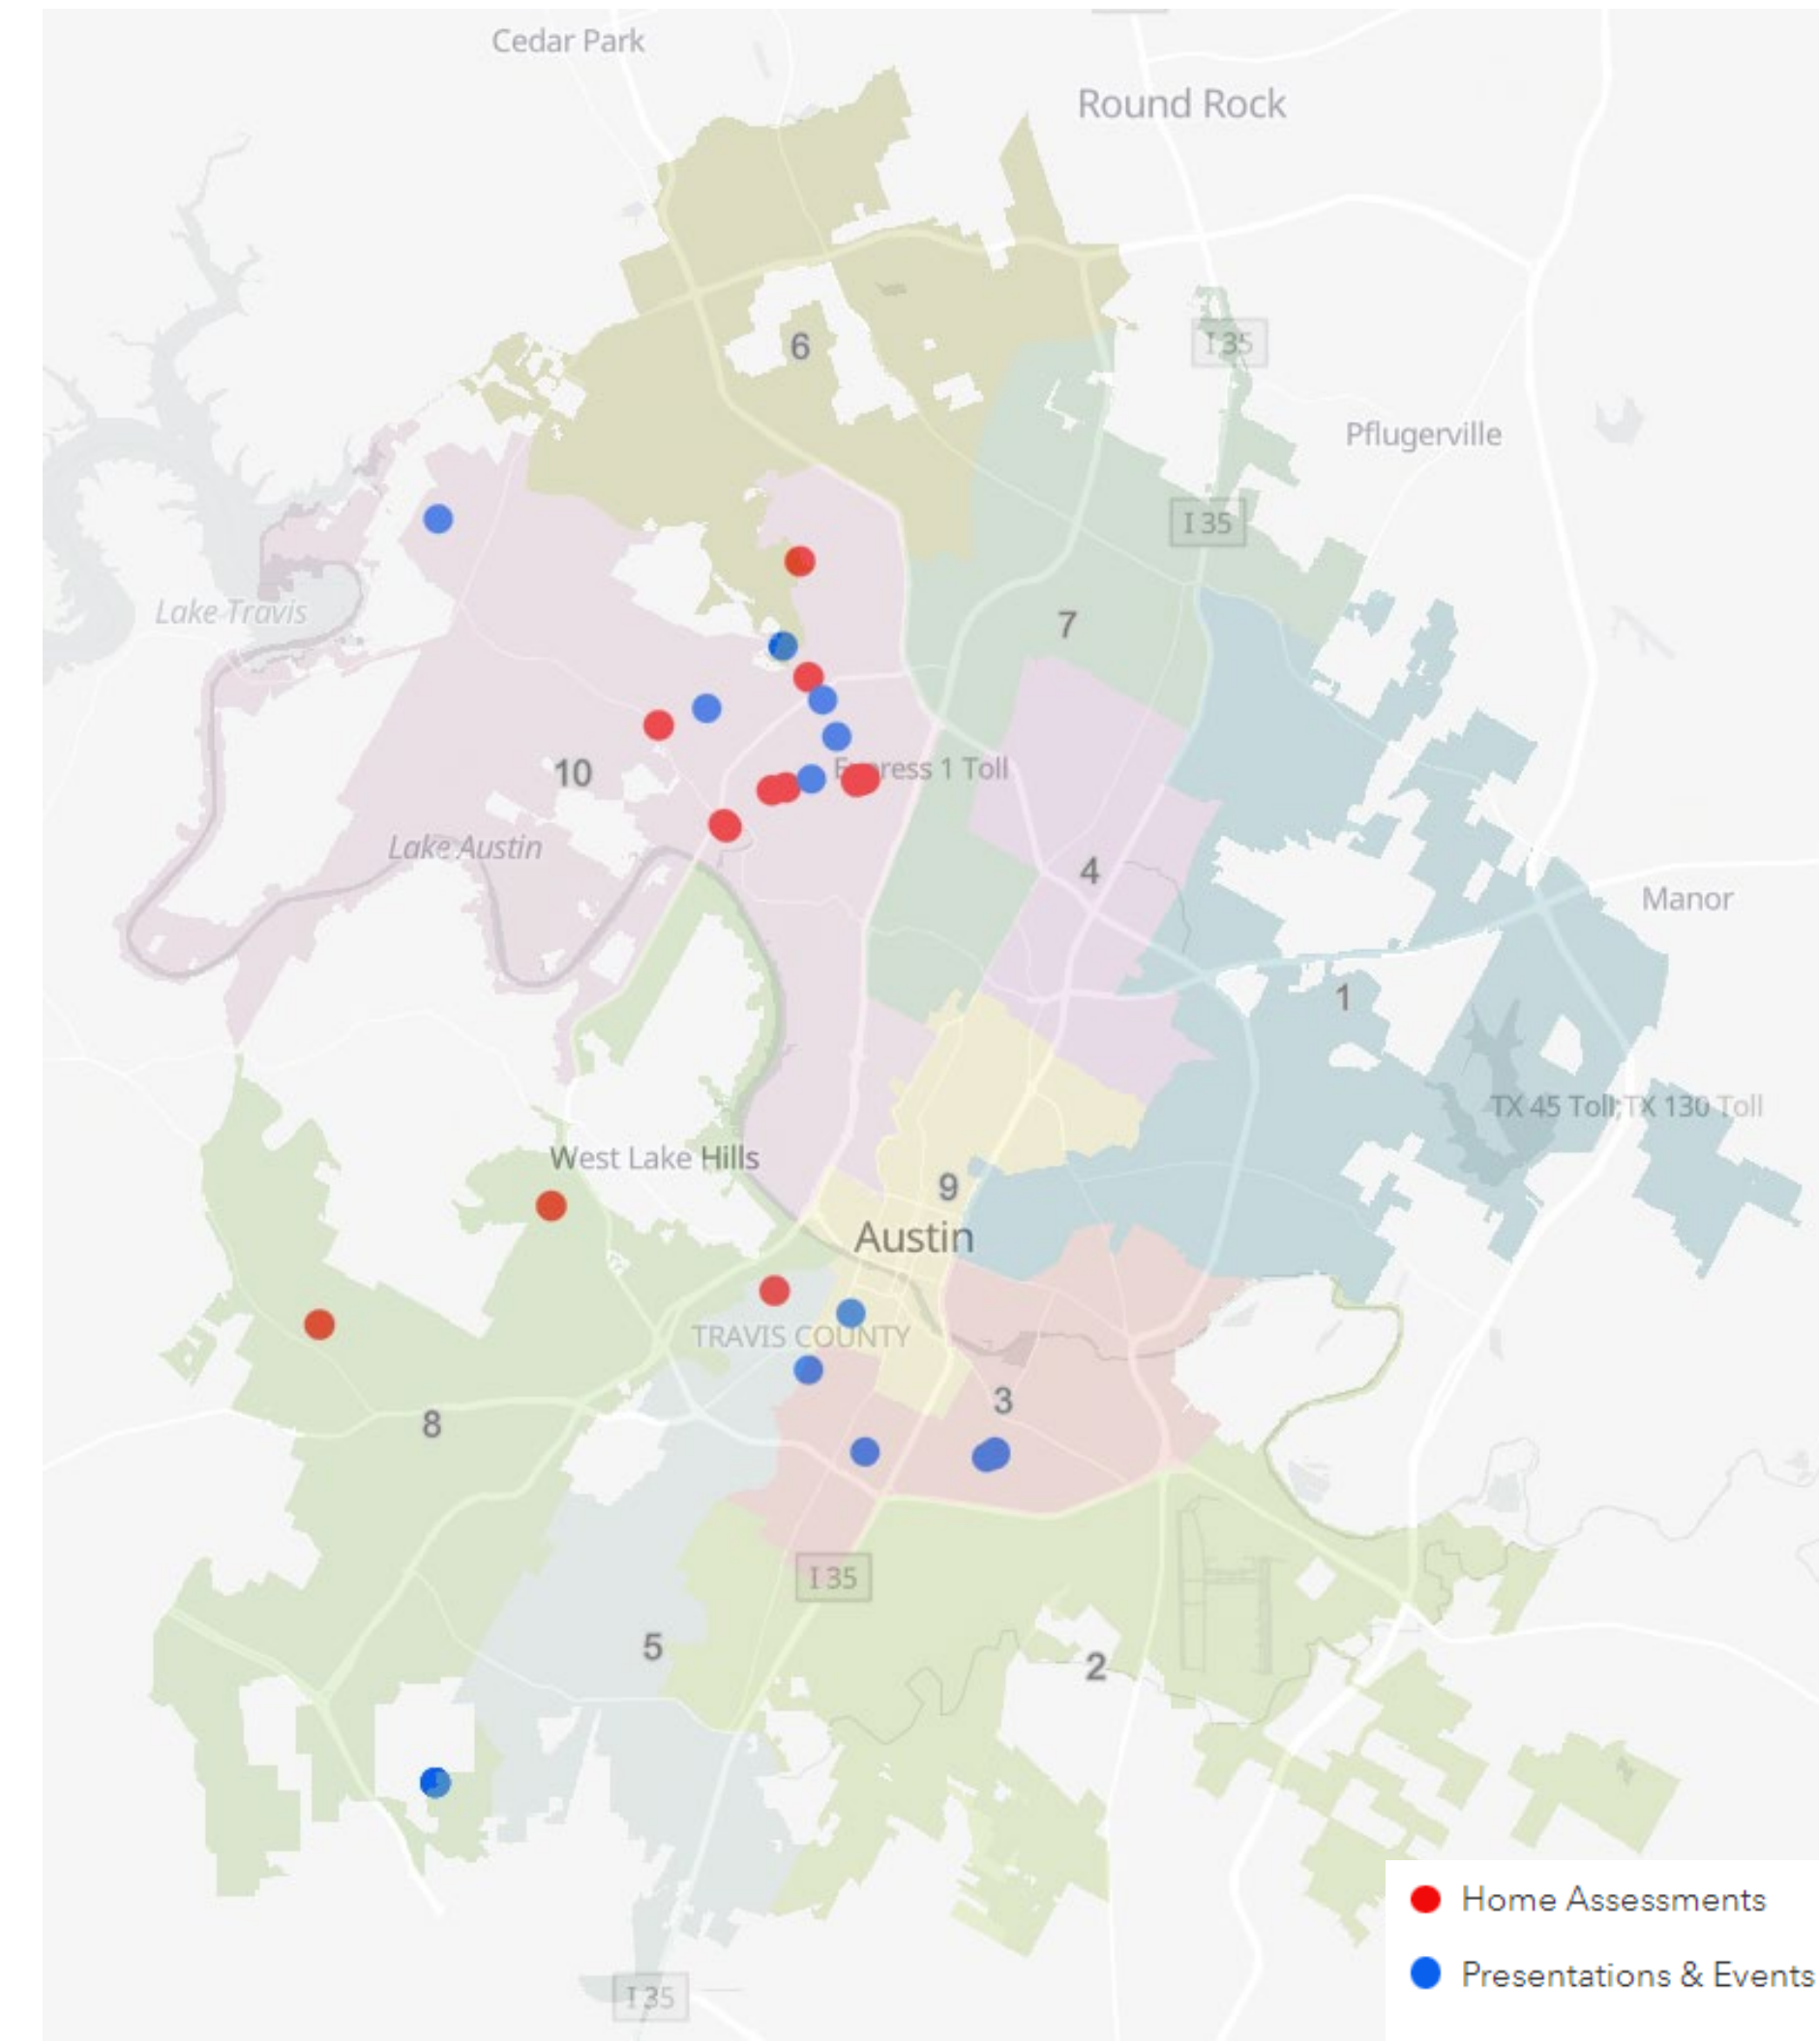 Cedar Park
Round Rock
6
I 35
Pflugerville
I 35
Lake Travis
7
10
Express 1 Toll
Lake Austin
4
Manor
1
TX 45 Toll;TX 130 Toll
West Lake Hills
9
Austin
TRAVIS COUNTY
3
8
I 35
5
2
Home Assessments
Presentations & Events
I 35